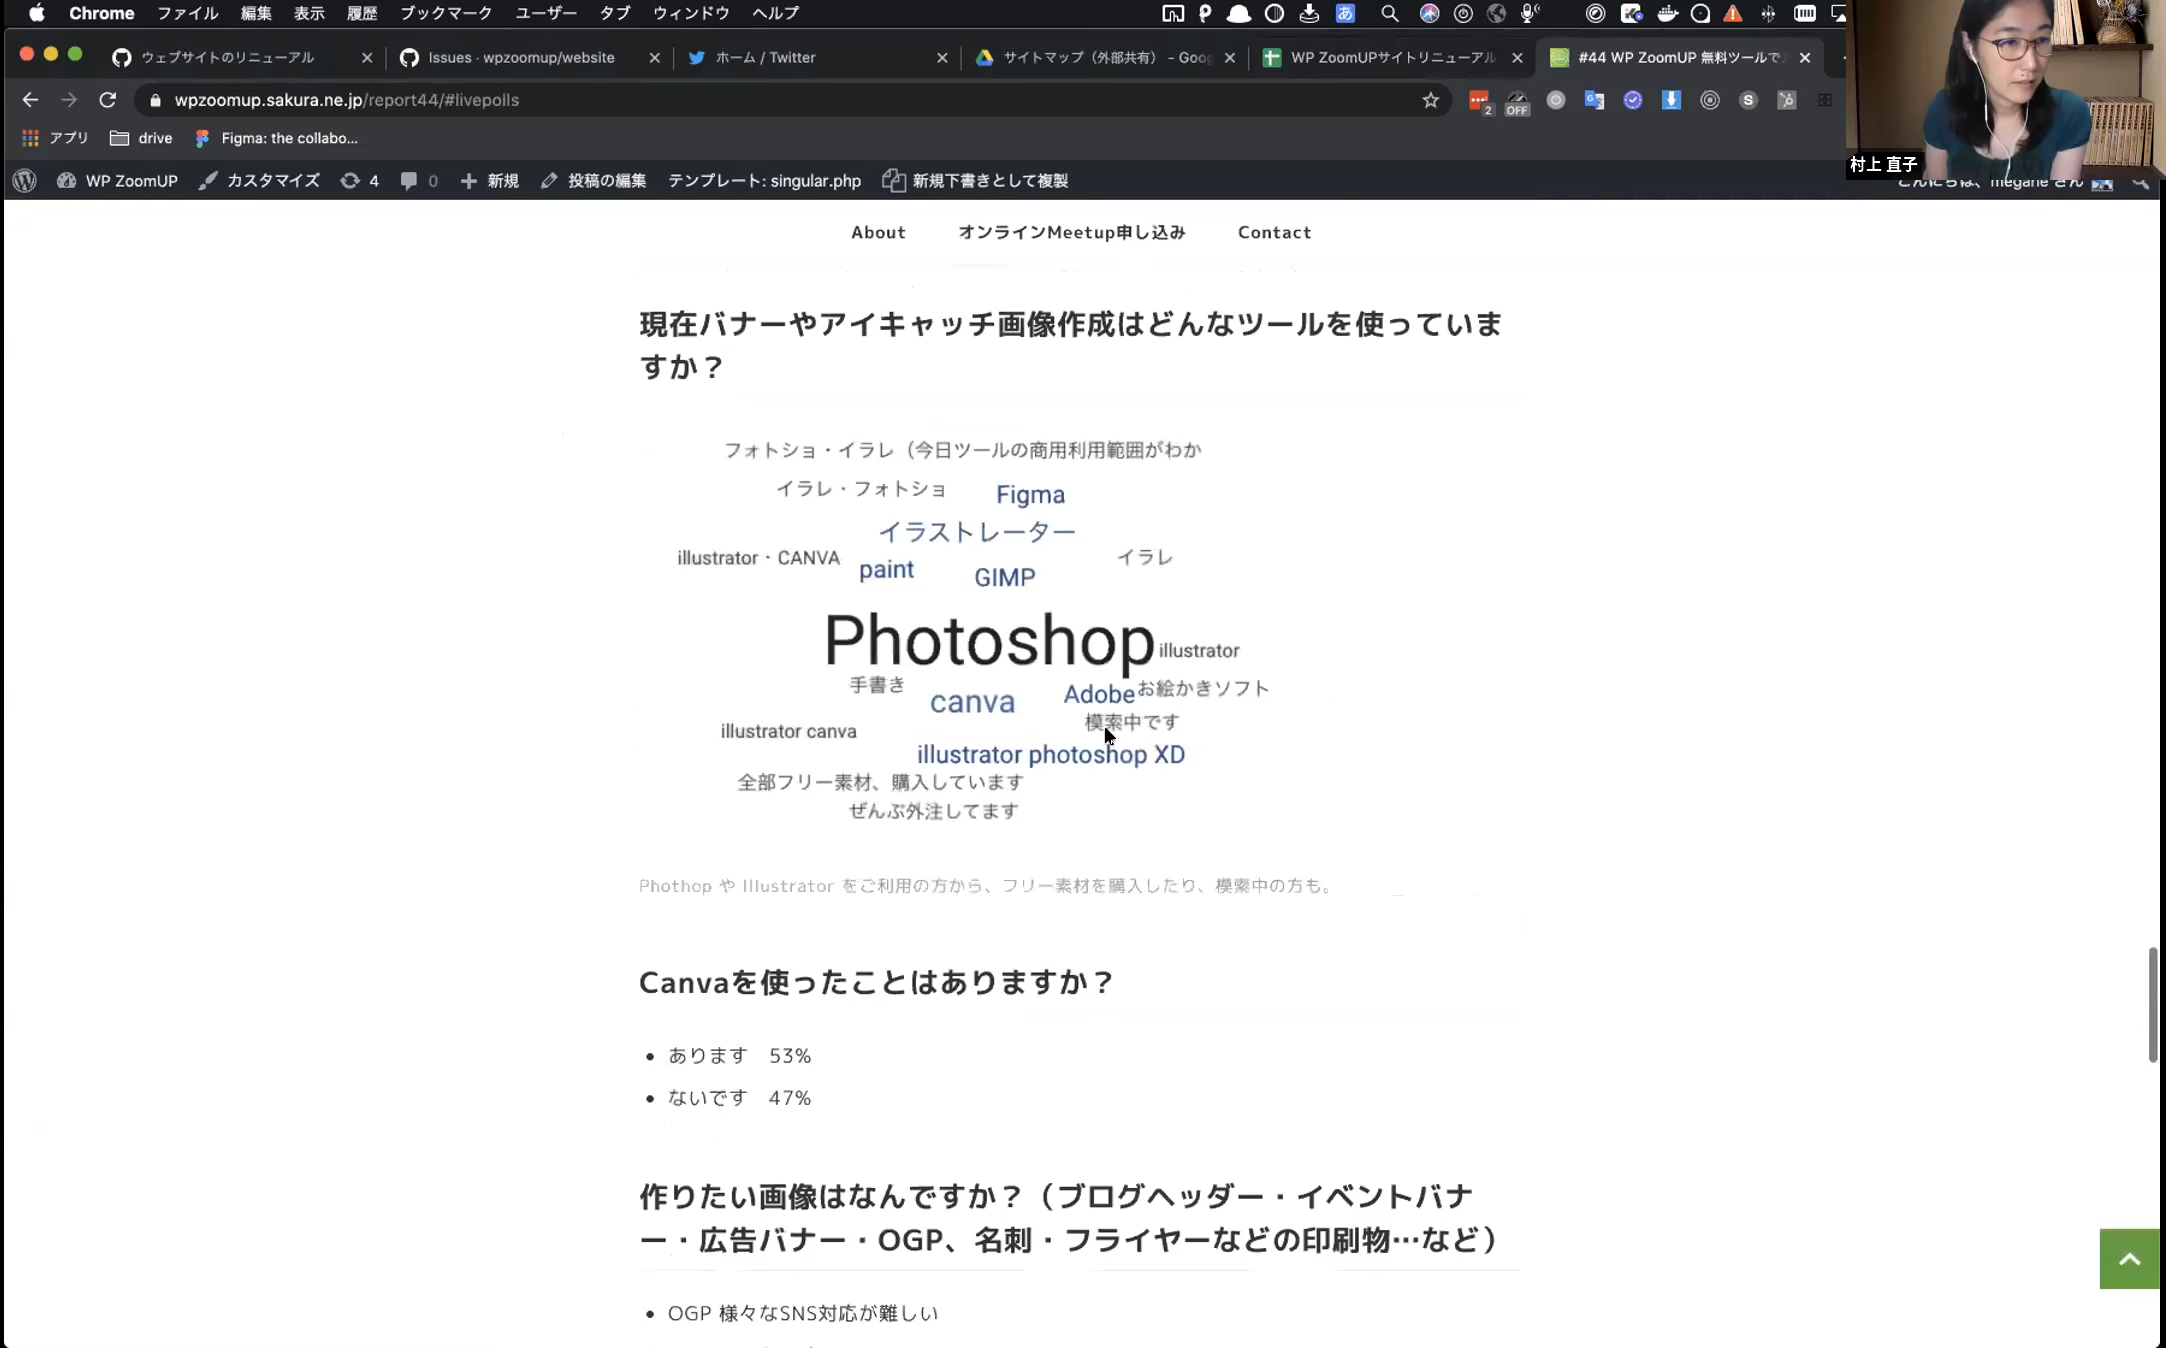 Chrome ファイル 編集 表示 履歴 ブックマーク ユーザー タブ ウィンドウ ヘルプ
あ
ウェブサイトのリニューアル
Issues · wpzoomup/website
ホーム / Twitter
サイトマップ（外部共有） - Goog
WP ZoomUPサイトリニューアル
#44 WP ZoomUP 無料ツールで
wpzoomup.sakura.ne.jp/report44/#livepolls
2
OFF
S
アプリ drive Figma: the collabo...
村上 直子
WP ZoomUP カスタマイズ 4 0 新規 投稿の編集 テンプレート: singular.php 新規下書きとして複製
こんにちは、megane さん
About オンラインMeetup申し込み Contact
現在バナーやアイキャッチ画像作成はどんなツールを使っていま
すか？
フォトショ・イラレ（今日ツールの商用利用範囲がわか
イラレ・フォトショ Figma
イラストレーター
illustrator・CANVA paint GIMP イラレ
Photoshop illustrator
手書き canva Adobe お絵かきソフト
模索中です
illustrator canva
illustrator photoshop XD
全部フリー素材、購入しています
ぜんぶ外注してます
Phothop や Illustrator をご利用の方から、フリー素材を購入したり、模索中の方も。
Canvaを使ったことはありますか？
あります 53%
ないです 47%
作りたい画像はなんですか？（ブログヘッダー・イベントバナ
ー・広告バナー・OGP、名刺・フライヤーなどの印刷物…など）
OGP 様々なSNS対応が難しい